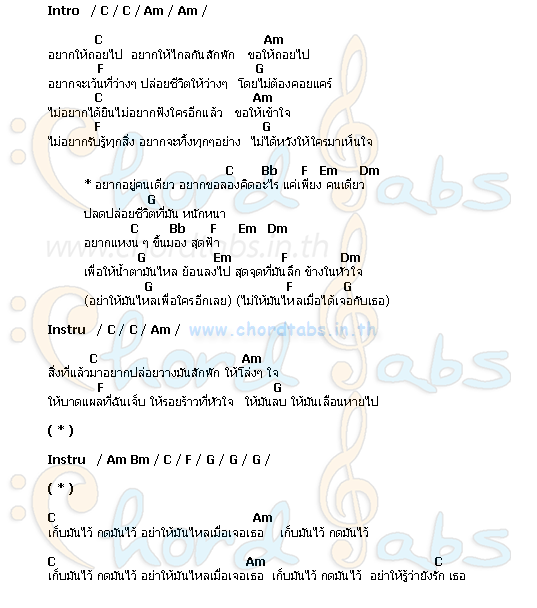 Intro / C / C / Am / Am /
C Am
อยากให้ถอยไป อยากให้ไกลกันสักพัก ขอให้ถอยไป
F G
อยากจะเว้นที่ว่างๆ ปล่อยชีวิตให้ว่างๆ โดยไม่ต้องคอยแคร์
C Am
ไม่อยากได้ยินไม่อยากฟังใครอีกแล้ว ขอให้เข้าใจ
F G
ไม่อยากรับรู้ทุกสิ่ง อยากจะทิ้งทุกๆอย่าง ไม่ได้หวังให้ใครมาเห็นใจ
C Bb F Em Dm
* อยากอยู่คนเดียว อยากขอลองคิดอะไร แค่เพียง คนเดียว
G
ปลดปล่อยชีวิตที่มัน หนักหนา
C Bb F Em Dm
อยากแหงน ๆ ขึ้นมอง สุดฟ้า
G Em F Dm
เพื่อให้น้ำตามันไหล ย้อนลงไป สุดจุดที่มันลึก ข้างในหัวใจ
G F G
(อย่าให้มันไหลเพื่อใครอีกเลย) (ไม่ให้มันไหลเมื่อได้เจอกับเธอ)
Instru / C / C / Am /
www.chordtabs.in.th
C Am
สิ่งที่แล้วมาอยากปล่อยวางมันสักพัก ให้โล่งๆ ใจ
F G
ให้บาดแผลที่ฉันเจ็บ ให้รอยร้าวที่หัวใจ ให้มันลบ ให้มันเลือนหายไป
( * )
Instru / Am Bm / C / F / G / G / G /
( * )
C Am
เก็บมันไว้ กดมันไว้ อย่าให้มันไหลเมื่อเจอเธอ เก็บมันไว้ กดมันไว้
C Am C
เก็บมันไว้ กดมันไว้ อย่าให้มันไหลเมื่อเจอเธอ เก็บมันไว้ กดมันไว้ อย่าให้รู้ว่ายังรัก เธอ